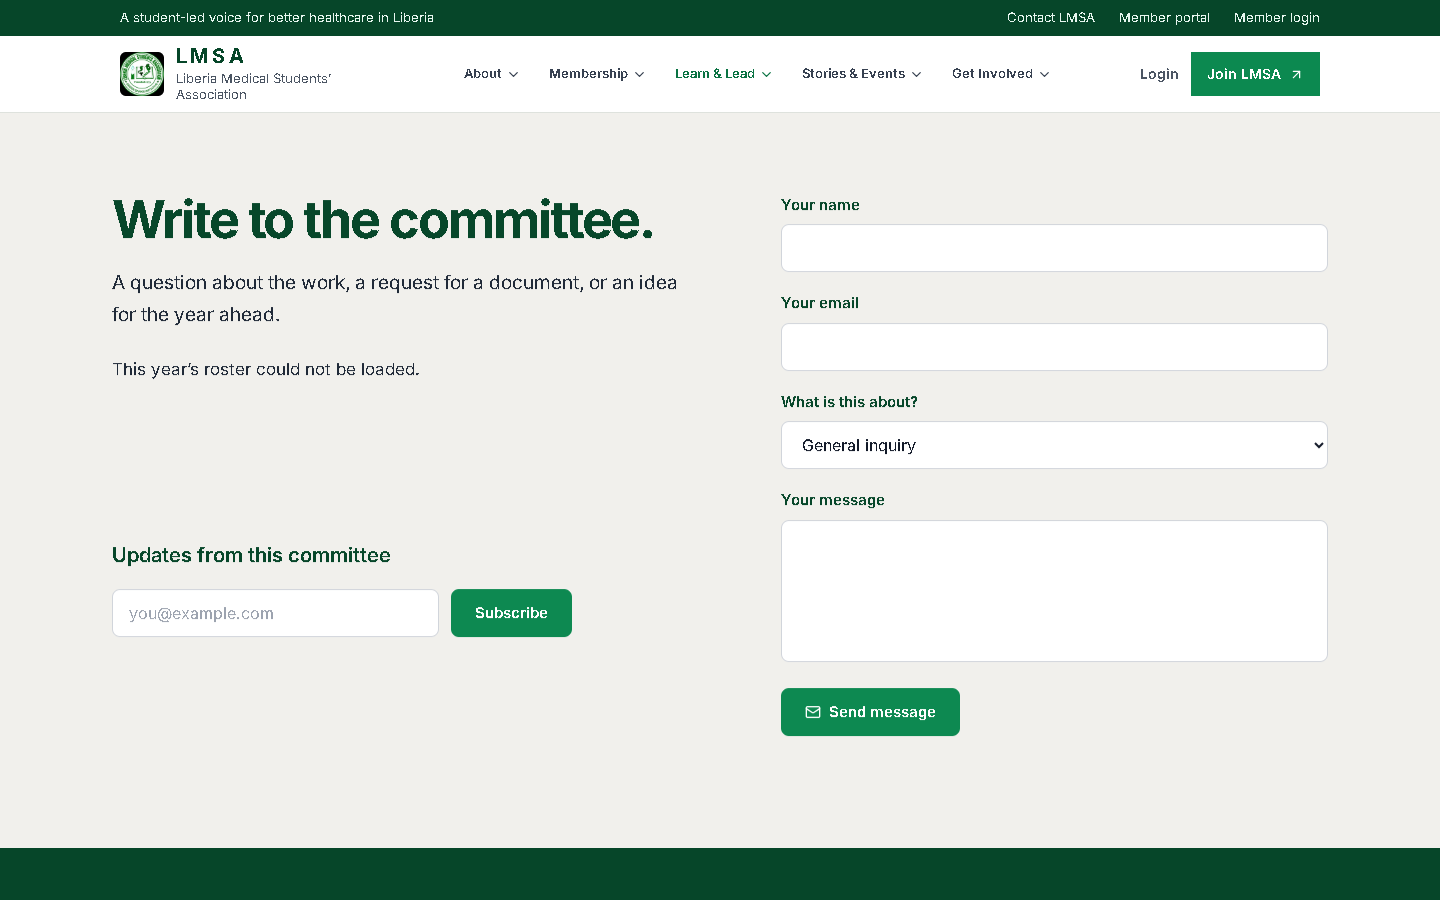 A student-led voice for better healthcare in Liberia
Contact LMSA
Member portal
Member login
LMSA
Liberia Medical Students’
Association
About
Membership
Learn & Lead
Stories & Events
Get Involved
Login
Join LMSA
Write to the committee.
A question about the work, a request for a document, or an idea
for the year ahead.
This year’s roster could not be loaded.
Updates from this committee
you@example.com
Subscribe
Your name
Your email
What is this about?
General inquiry
Your message
Send message